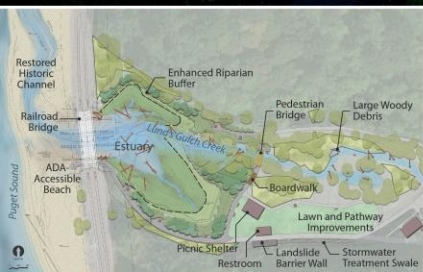 Restored
Historic
Channel
Enhanced Riparian
Buffer
Railroad
Bridge
Pedestrian
Bridge
Large Woody
Debris
Lund's Gulch Creek
Estuary
ADA-
Accessible
Beach
Puget Sound
Boardwalk
Lawn and Pathway
Improvements
Picnic Shelter
Restroom
Landslide
Barrier Wall
Stormwater
Treatment Swale